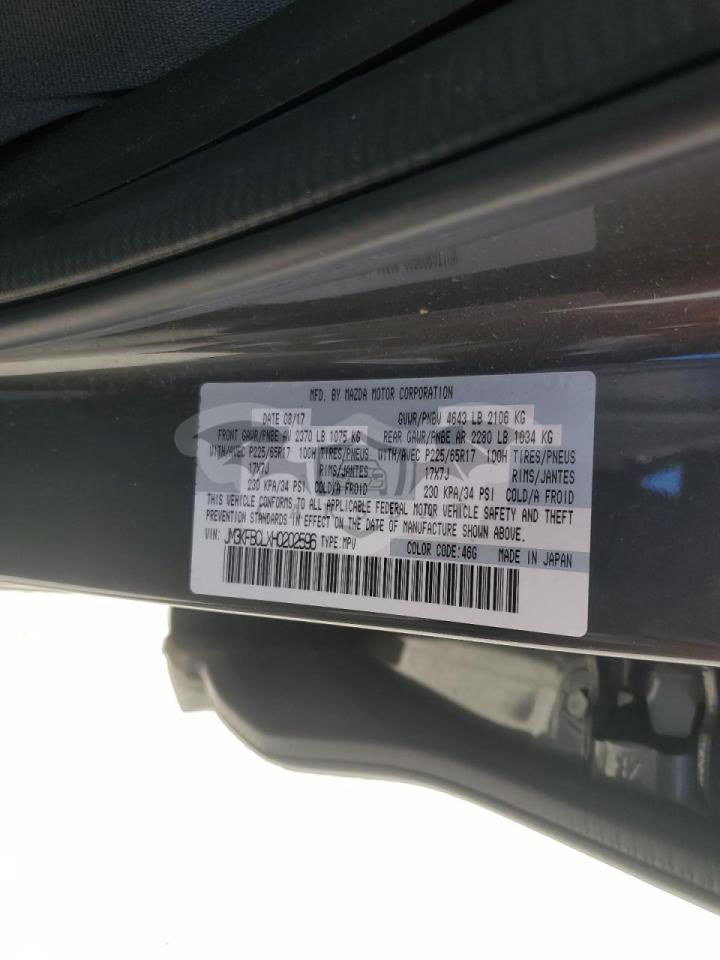 MFD. BY MAZDA MOTOR CORPORATION
DATE 08/17 GVWR/PNBV 4643 LB 2106 KG
FRONT GAWR/PNBE AV 2370 LB 1075 KG REAR GAWR/PNBE AR 2280 LB 1034 KG
WITH/AVEC P225/65R17 100H TIRES/PNEUS WITH/AVEC P225/65R17 100H TIRES/PNEUS
17X7J RIMS/JANTES 17X7J RIMS/JANTES
230 KPA/34 PSI COLD/A FROID 230 KPA/34 PSI COLD/A FROID
THIS VEHICLE CONFORMS TO ALL APPLICABLE FEDERAL MOTOR VEHICLE SAFETY AND THEFT
PREVENTION STANDARDS IN EFFECT ON THE DATE OF MANUFACTURE SHOWN ABOVE.
VIN: JM3KFBCLXH0202596 TYPE:MPV COLOR CODE:46G MADE IN JAPAN